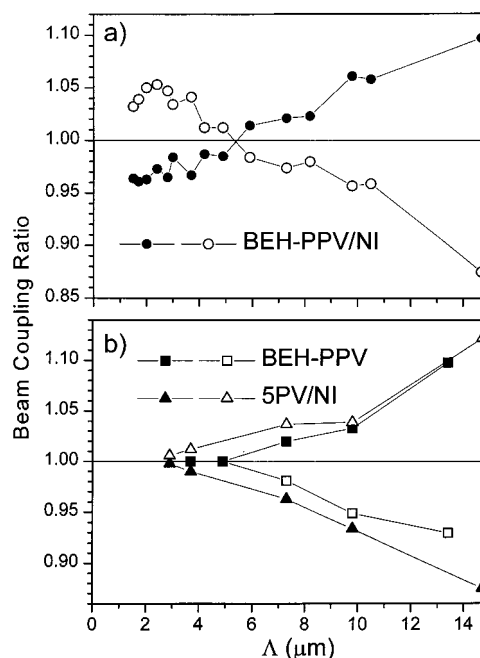 a)
1.10
1.05
1.00
0.95
0.90
0.85
BEH-PPV/NI
Beam Coupling Ratio
b)
BEH-PPV
5PV/NI
1.10
1.05
1.00
0.95
0.90
0 2 4 6 8 10 12 14
Λ (μm)